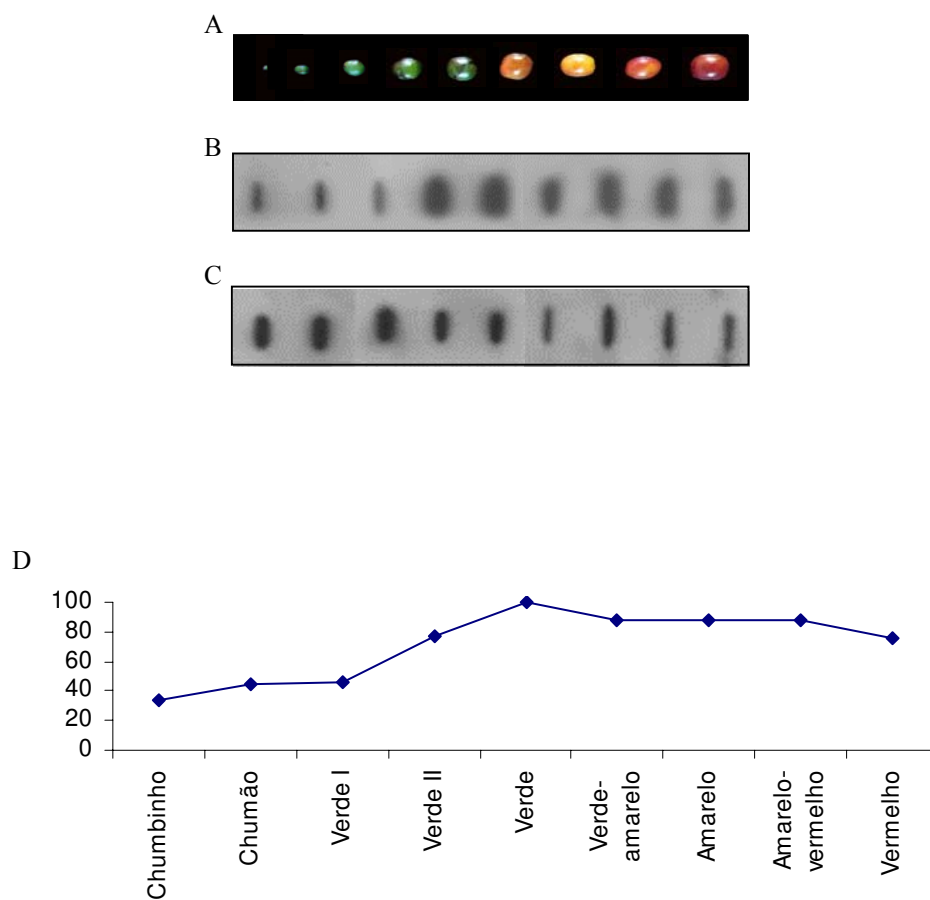 A
B
C
D
100
80
60
40
20
0
Chumbinho
Chumão
Verde I
Verde II
Verde
Verde-
amarelo
Amarelo
Amarelo-
vermelho
Vermelho